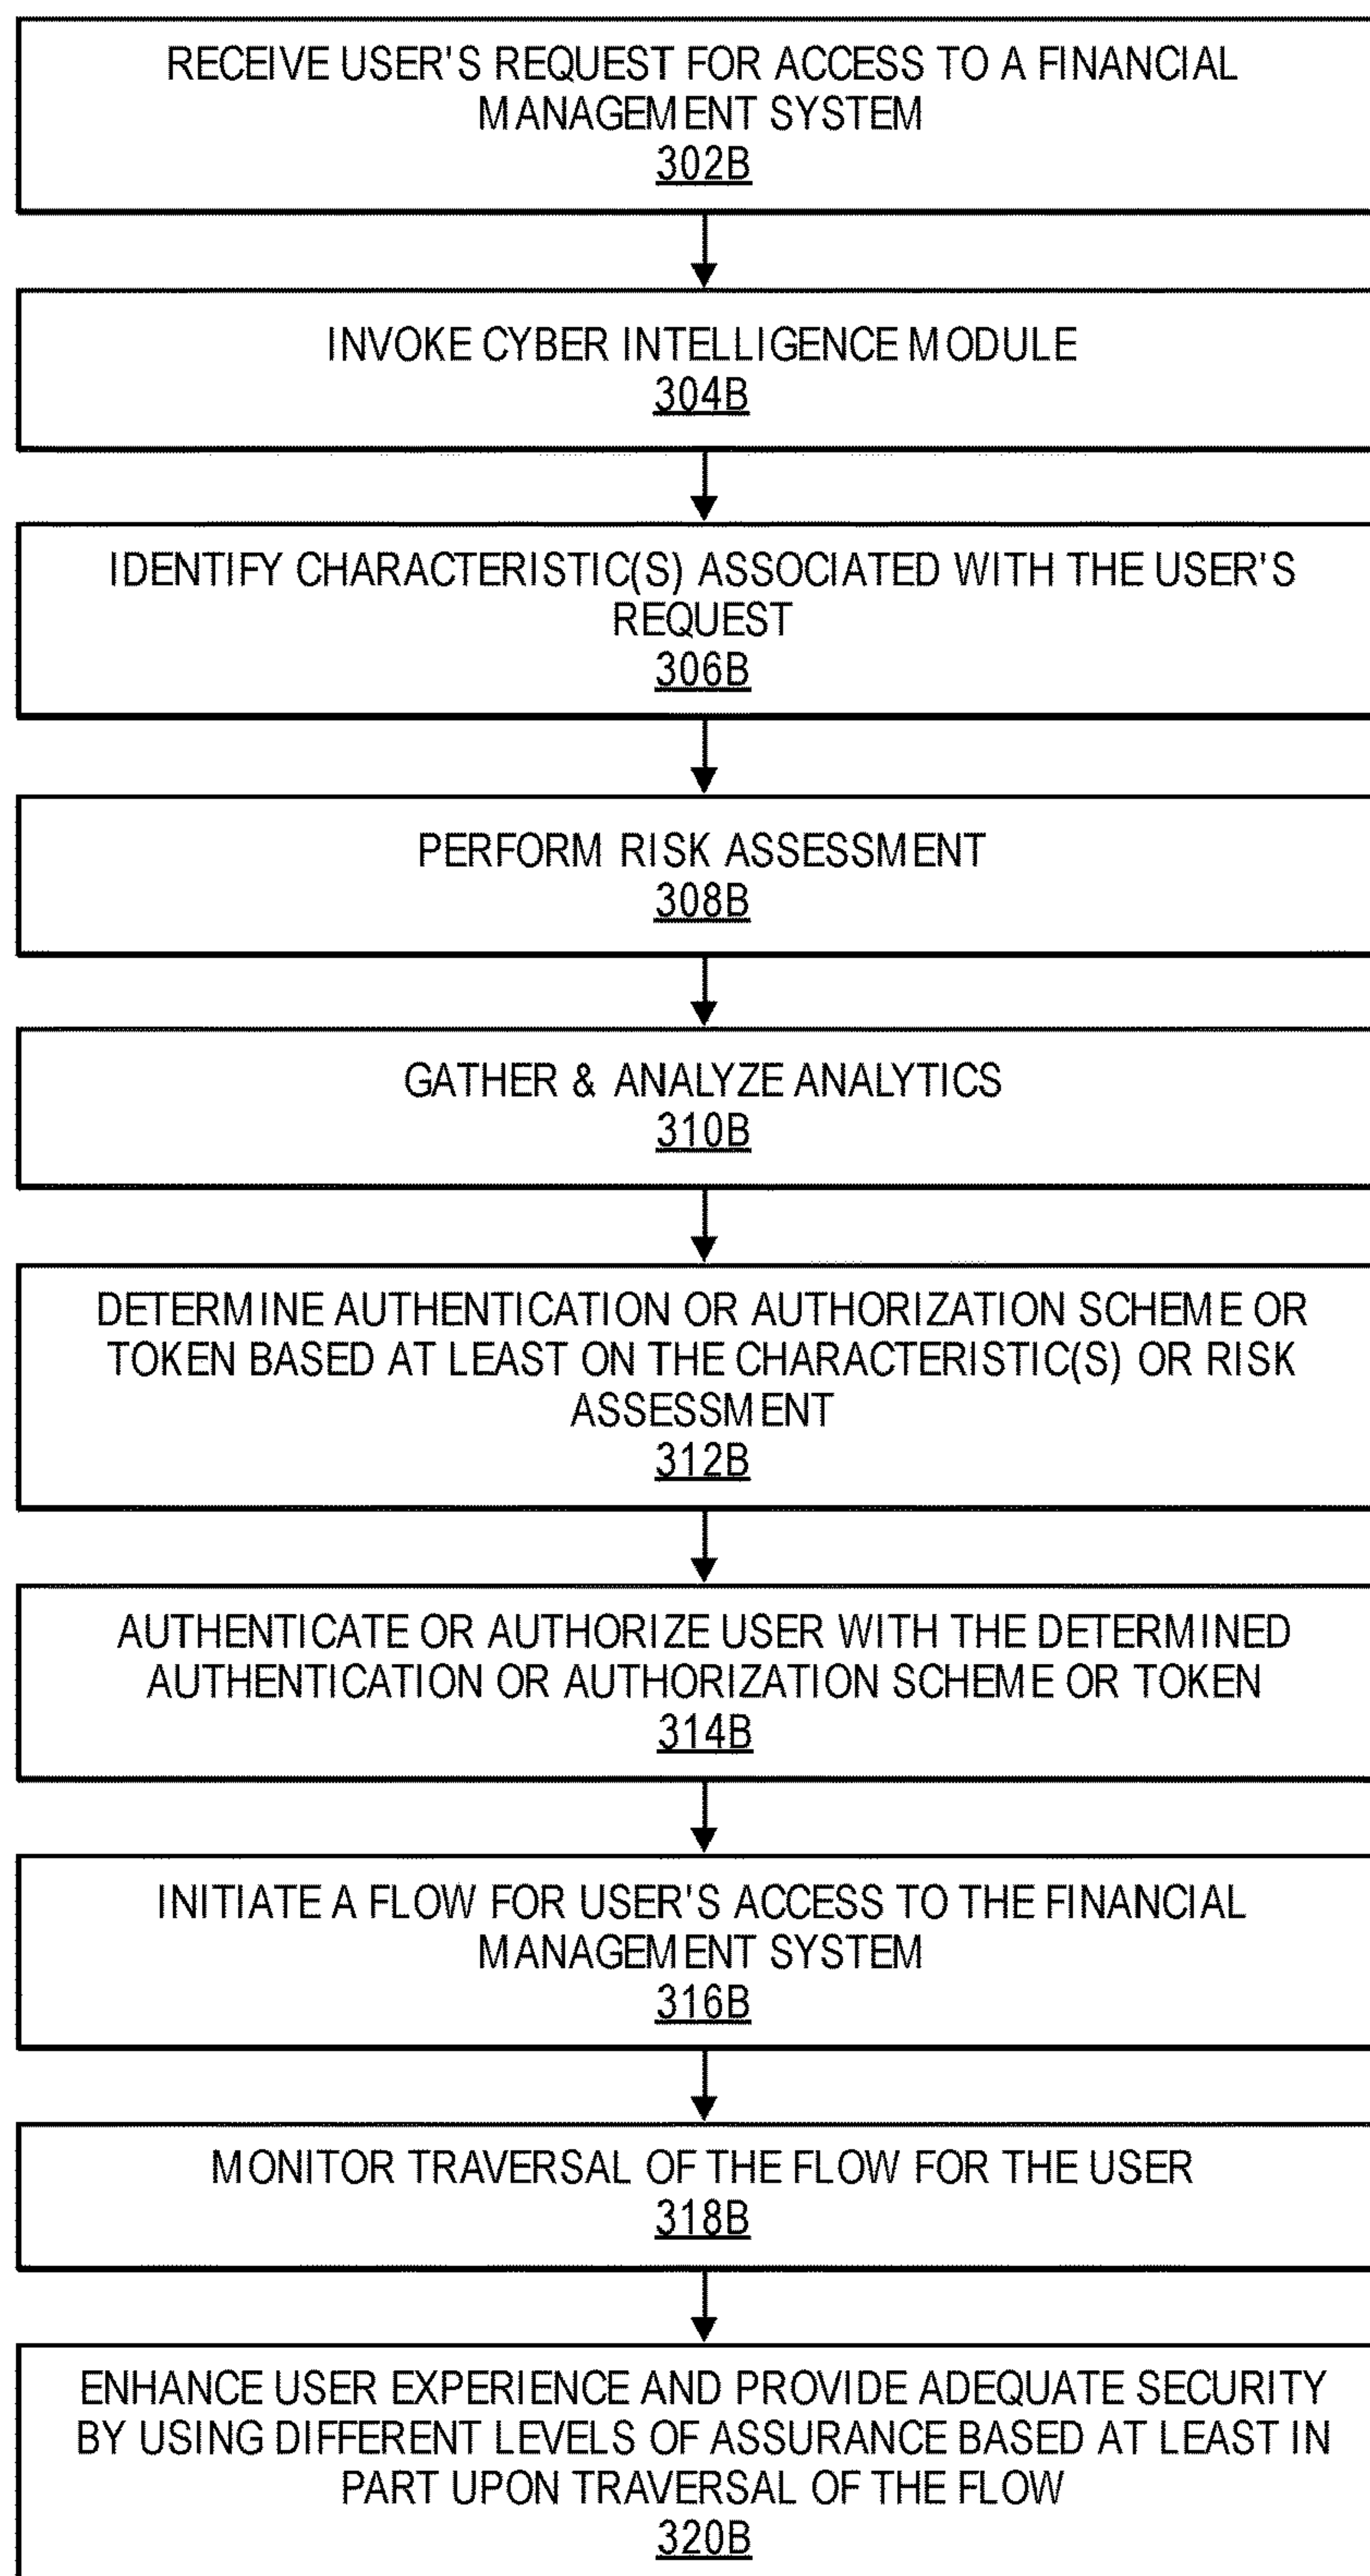 RECEIVE USER'S REQUEST FOR ACCESS TO A FINANCIAL
MANAGEMENT SYSTEM
302B
INVOKE CYBER INTELLIGENCE MODULE
304B
IDENTIFY CHARACTERISTIC(S) ASSOCIATED WITH THE USER'S
REQUEST
306B
PERFORM RISK ASSESSMENT
308B
GATHER & ANALYZE ANALYTICS
310B
DETERMINE AUTHENTICATION OR AUTHORIZATION SCHEME OR
TOKEN BASED AT LEAST ON THE CHARACTERISTIC(S) OR RISK
ASSESSMENT
312B
AUTHENTICATE OR AUTHORIZE USER WITH THE DETERMINED
AUTHENTICATION OR AUTHORIZATION SCHEME OR TOKEN
314B
INITIATE A FLOW FOR USER'S ACCESS TO THE FINANCIAL
MANAGEMENT SYSTEM
316B
MONITOR TRAVERSAL OF THE FLOW FOR THE USER
318B
ENHANCE USER EXPERIENCE AND PROVIDE ADEQUATE SECURITY
BY USING DIFFERENT LEVELS OF ASSURANCE BASED AT LEAST IN
PART UPON TRAVERSAL OF THE FLOW
320B